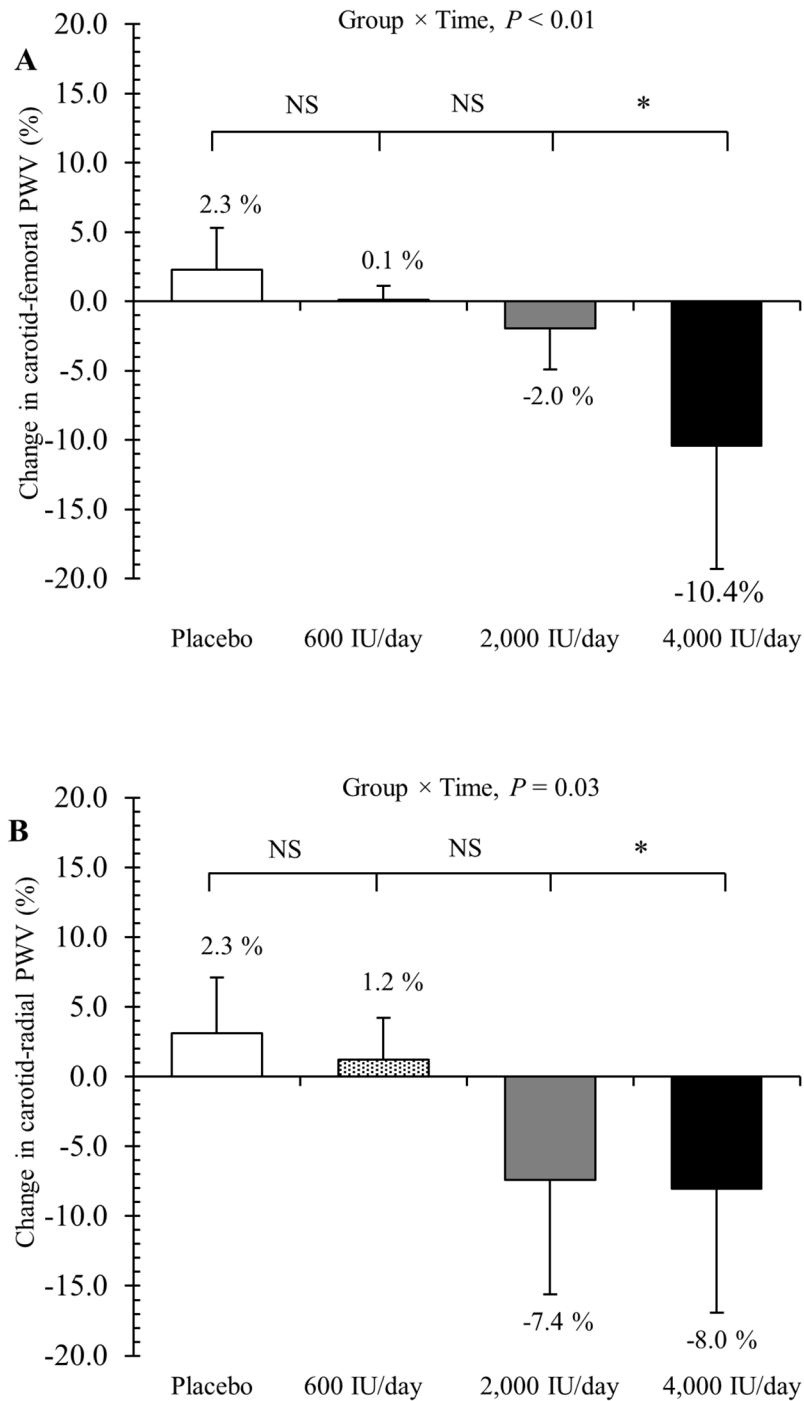 Group × Time, P < 0.01
A
20.0
15.0
10.0
5.0
0.0
-5.0
-10.0
-15.0
-20.0
Change in carotid-femoral PWV (%)
NS
NS
*
2.3 %
0.1 %
-2.0 %
-10.4%
Placebo
600 IU/day
2,000 IU/day
4,000 IU/day
Group × Time, P = 0.03
B
20.0
15.0
10.0
5.0
0.0
-5.0
-10.0
-15.0
-20.0
Change in carotid-radial PWV (%)
NS
NS
*
2.3 %
1.2 %
-7.4 %
-8.0 %
Placebo
600 IU/day
2,000 IU/day
4,000 IU/day